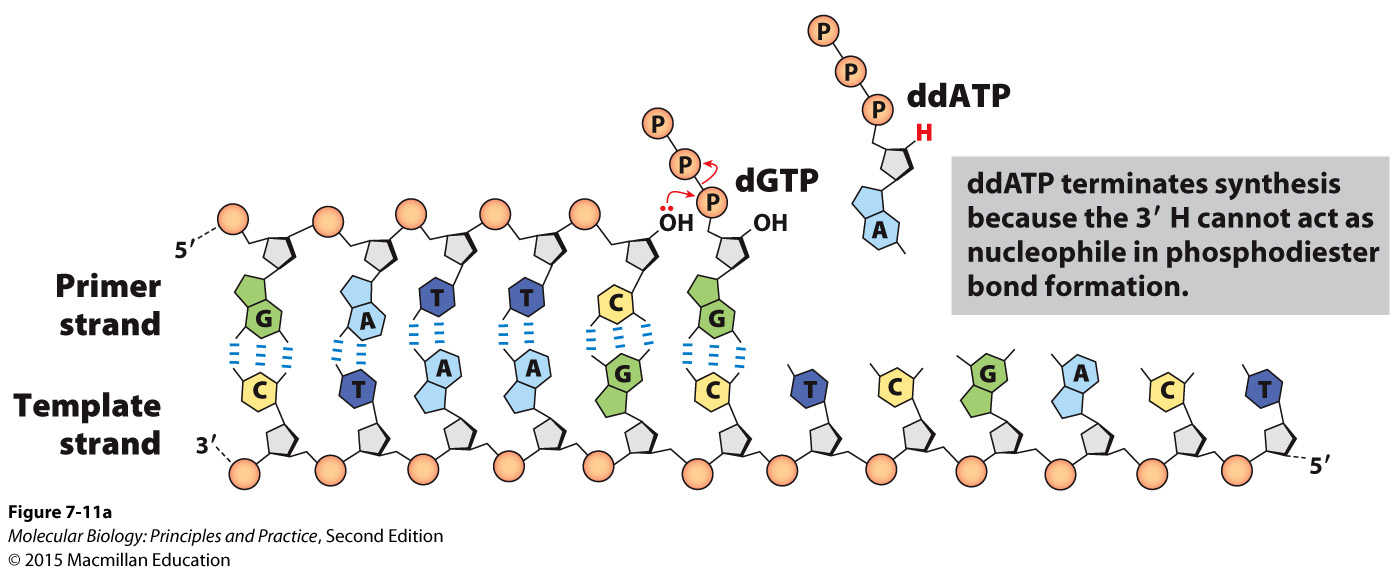 P
P
P
ddATP
H
A
P
P
P
dGTP
OH
OH
ddATP terminates synthesis
because the 3′ H cannot act as
nucleophile in phosphodiester
bond formation.
5′
Primer
strand
G A T T C G
Template
strand
C T A A G C T C G A C T
3′
5′
Figure 7-11a
Molecular Biology: Principles and Practice, Second Edition
© 2015 Macmillan Education